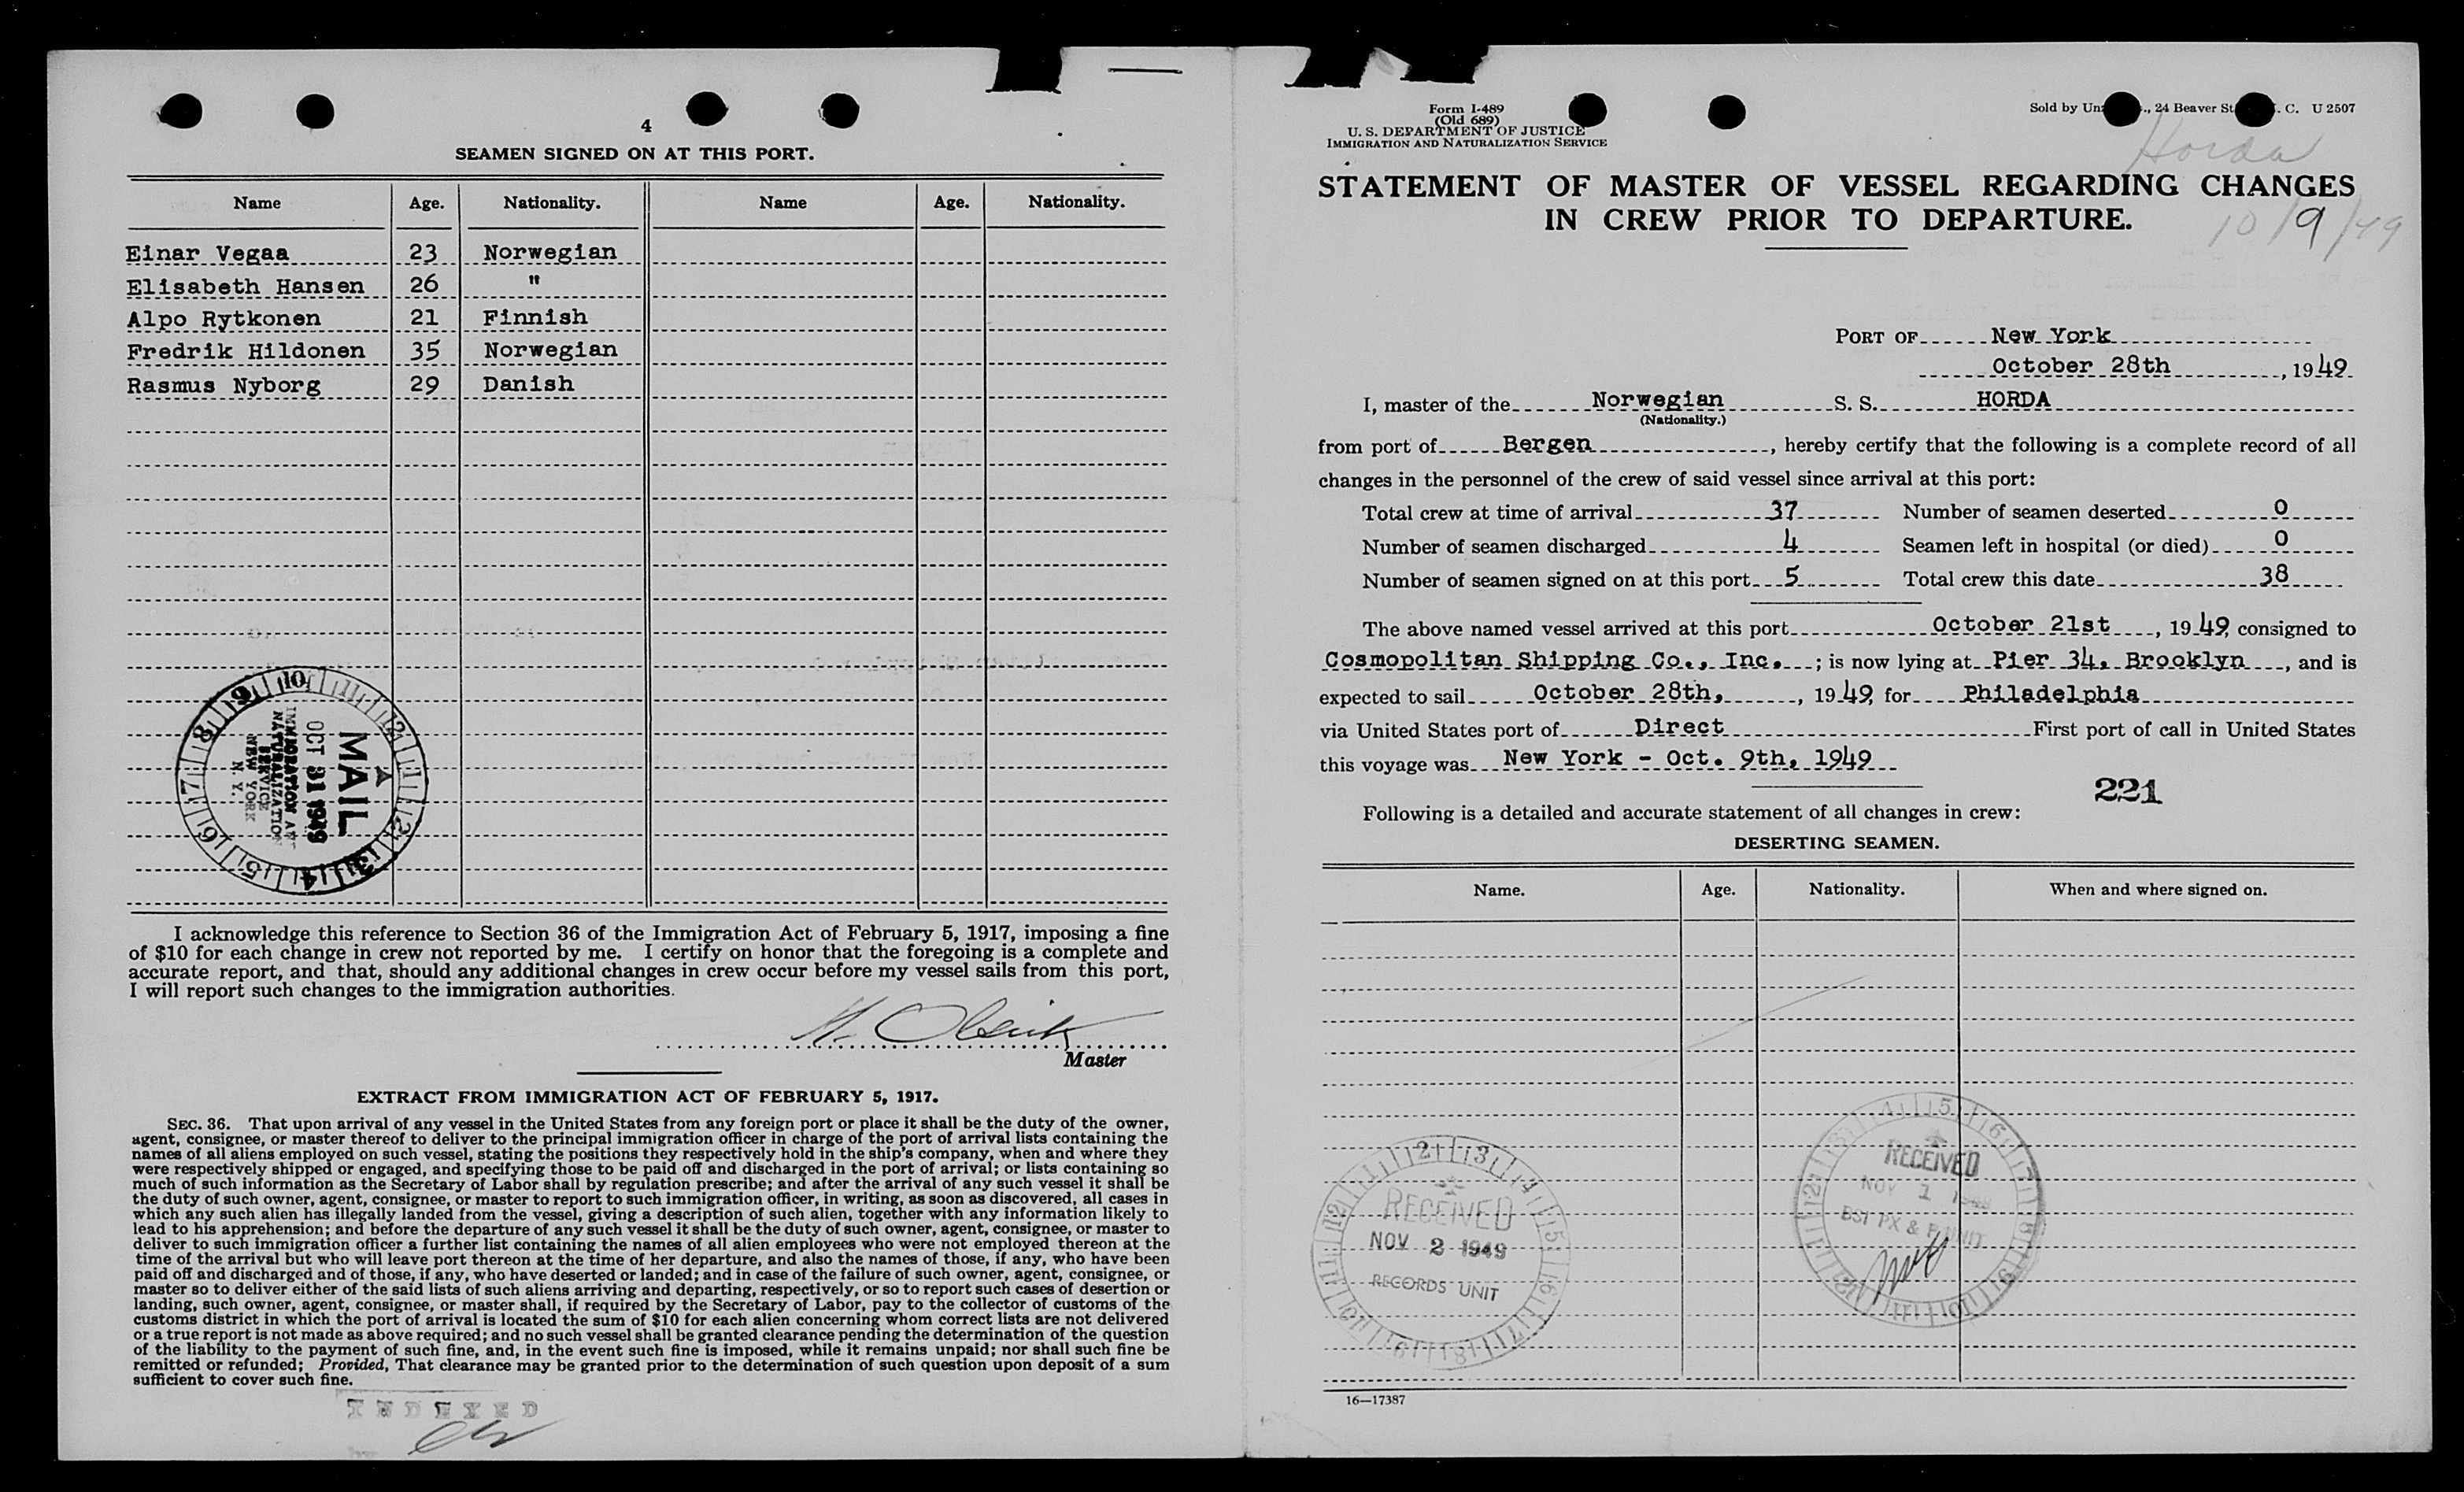 4
SEAMEN SIGNED ON AT THIS PORT.
Name Age. Nationality. Name Age. Nationality.
Einar Vegaa 23 Norwegian
Elisabeth Hansen 26 "
Alpo Rytkonen 21 Finnish
Fredrik Hildonen 35 Norwegian
Rasmus Nyborg 29 Danish
MAIL
OCT 31 1949
IMMIGRATION
NATURALIZATION
SERVICE
NEW YORK
N. Y.
I acknowledge this reference to Section 36 of the Immigration Act of February 5, 1917, imposing a fine
of $10 for each change in crew not reported by me. I certify on honor that the foregoing is a complete and
accurate report, and that, should any additional changes in crew occur before my vessel sails from this port,
I will report such changes to the immigration authorities.
Master
EXTRACT FROM IMMIGRATION ACT OF FEBRUARY 5, 1917.
SEC. 36. That upon arrival of any vessel in the United States from any foreign port or place it shall be the duty of the owner,
agent, consignee, or master thereof to deliver to the principal immigration officer in charge of the port of arrival lists containing the
names of all aliens employed on such vessel, stating the positions they respectively hold in the ship's company, when and where they
were respectively shipped or engaged, and specifying those to be paid off and discharged in the port of arrival; or lists containing so
much of such information as the Secretary of Labor shall by regulation prescribe; and after the arrival of any such vessel it shall be
the duty of such owner, agent, consignee, or master to report to such immigration officer, in writing, as soon as discovered, all cases in
which any such alien has illegally landed from the vessel, giving a description of such alien, together with any information likely to
lead to his apprehension; and before the departure of any such vessel it shall be the duty of such owner, agent, consignee, or master to
deliver to such immigration officer a further list containing the names of all alien employees who were not employed thereon at the
time of the arrival but who will leave port thereon at the time of her departure, and also the names of those, if any, who have been
paid off and discharged and of those, if any, who have deserted or landed; and in case of the failure of such owner, agent, consignee, or
master so to deliver either of the said lists of such aliens arriving and departing, respectively, or so to report such cases of desertion or
landing, such owner, agent, consignee, or master shall, if required by the Secretary of Labor, pay to the collector of customs of the
customs district in which the port of arrival is located the sum of $10 for each alien concerning whom correct lists are not delivered
or a true report is not made as above required; and no such vessel shall be granted clearance pending the determination of the question
of the liability to the payment of such fine, and, in the event such fine is imposed, while it remains unpaid; nor shall such fine be
remitted or refunded; Provided, That clearance may be granted prior to the determination of such question upon deposit of a sum
sufficient to cover such fine.
INDEXED
Form I-489
(Old 689)
U. S. DEPARTMENT OF JUSTICE
IMMIGRATION AND NATURALIZATION SERVICE
Sold by , 24 Beaver St. C. U 2507
Horda
STATEMENT OF MASTER OF VESSEL REGARDING CHANGES
IN CREW PRIOR TO DEPARTURE.
10/9/49
PORT OF New York
October 28th, 1949
I, master of the Norwegian S. S. HORDA
(Nationality.)
from port of Bergen, hereby certify that the following is a complete record of all
changes in the personnel of the crew of said vessel since arrival at this port:
Total crew at time of arrival 37 Number of seamen deserted 0
Number of seamen discharged 4 Seamen left in hospital (or died) 0
Number of seamen signed on at this port 5 Total crew this date 38
The above named vessel arrived at this port October 21st, 1949, consigned to
Cosmopolitan Shipping Co., Inc.; is now lying at Pier 34, Brooklyn, and is
expected to sail October 28th, 1949, for Philadelphia
via United States port of Direct First port of call in United States
this voyage was New York - Oct. 9th, 1949
221
Following is a detailed and accurate statement of all changes in crew:
DESERTING SEAMEN.
Name. Age. Nationality. When and where signed on.
RECEIVED
NOV 2 1949
RECORDS UNIT
RECEIVED
NOV 1
BSI PX &
16—17387